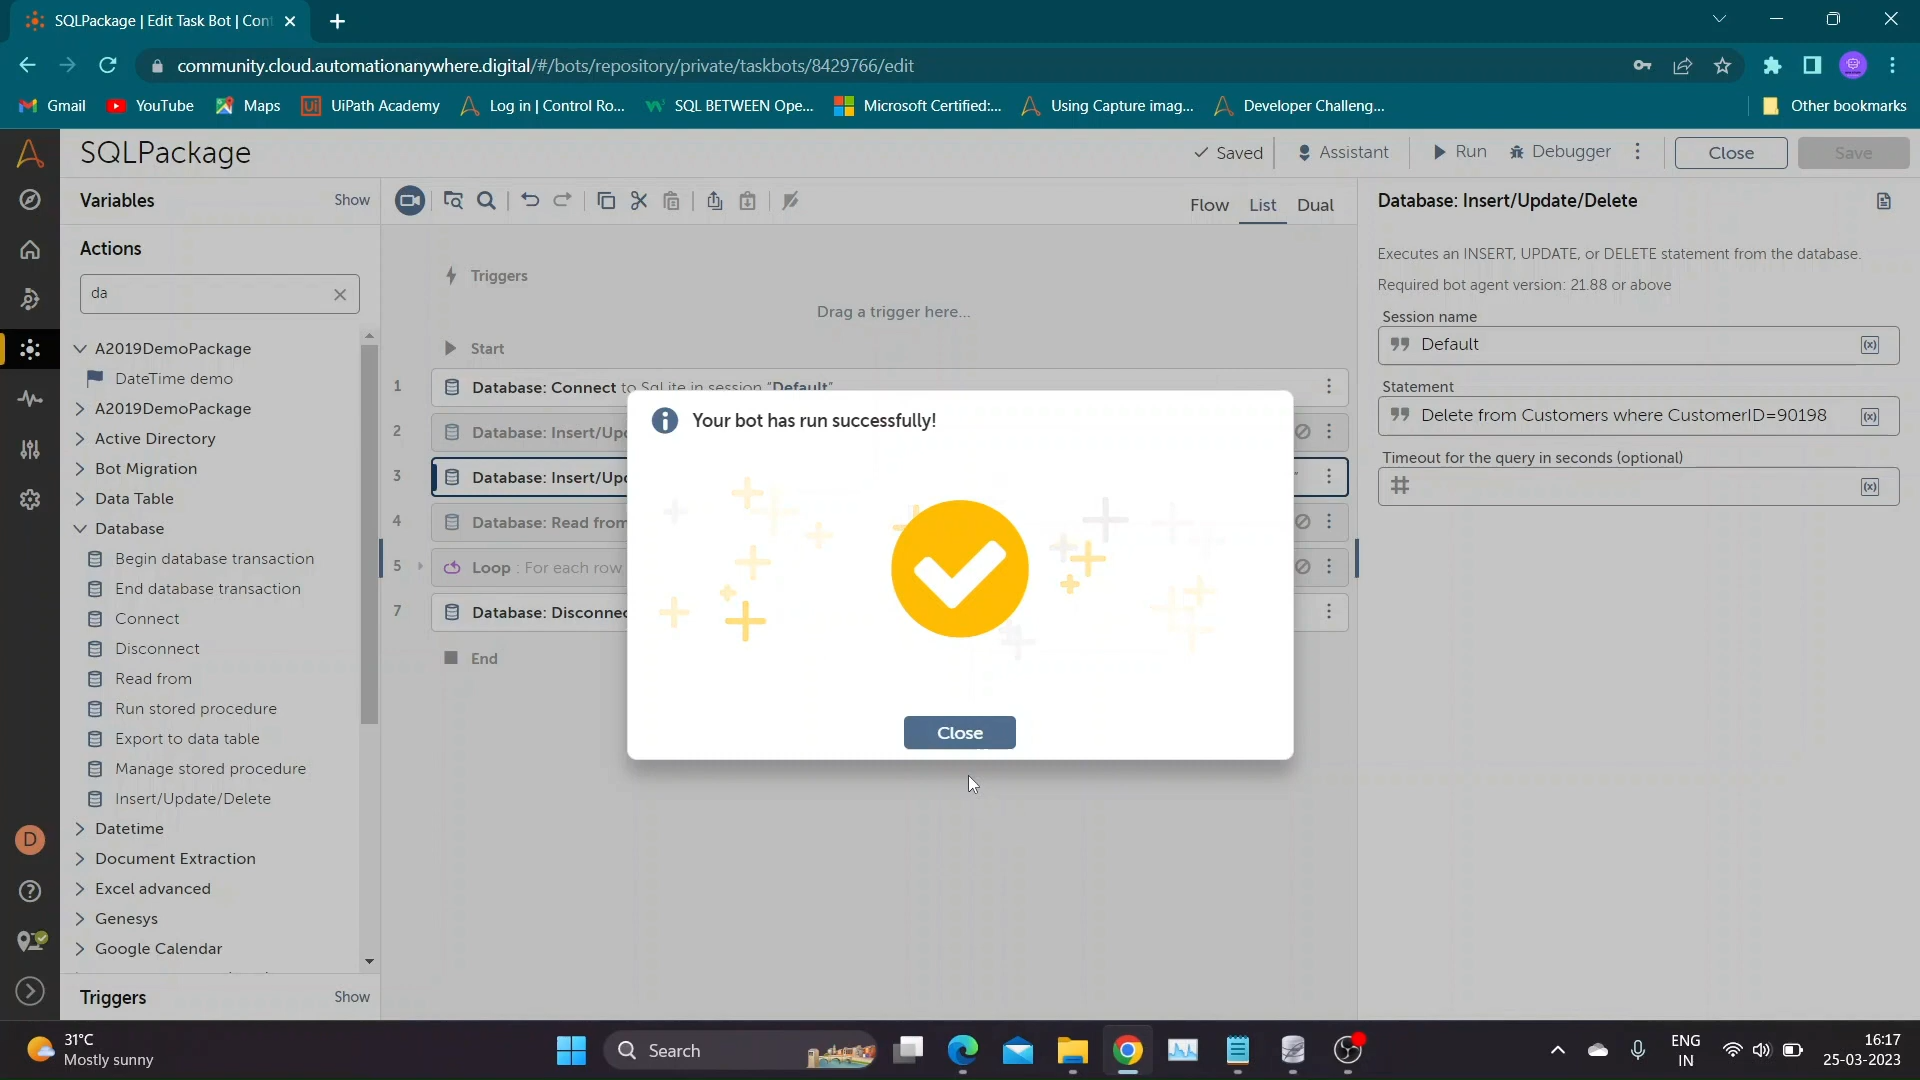 SQLPackage | Edit Task Bot | Con
community.cloud.automationanywhere.digital/#/bots/repository/private/taskbots/8429766/edit
Gmail YouTube Maps UiPath Academy Log in | Control Ro... SQL BETWEEN Ope... Microsoft Certified:... Using Capture imag... Developer Challeng... Other bookmarks
SQLPackage
Saved Assistant Run Debugger Close Save
Variables Show
Flow List Dual
Database: Insert/Update/Delete
Actions
da
Executes an INSERT, UPDATE, or DELETE statement from the database.
Required bot agent version: 21.88 or above
Session name
Default
Statement
Delete from Customers where CustomerID=90198
Timeout for the query in seconds (optional)
Triggers
Drag a trigger here...
Start
1 Database: Connect to SqLite in session "Default"
2 Database: Insert/Up
3 Database: Insert/Up
4 Database: Read from
5 Loop : For each row
7 Database: Disconnec
End
Your bot has run successfully!
Close
A2019DemoPackage
DateTime demo
A2019DemoPackage
Active Directory
Bot Migration
Data Table
Database
Begin database transaction
End database transaction
Connect
Disconnect
Read from
Run stored procedure
Export to data table
Manage stored procedure
Insert/Update/Delete
Datetime
Document Extraction
Excel advanced
Genesys
Google Calendar
Triggers Show
D
31°C
Mostly sunny
Search
ENG
IN
16:17
25-03-2023